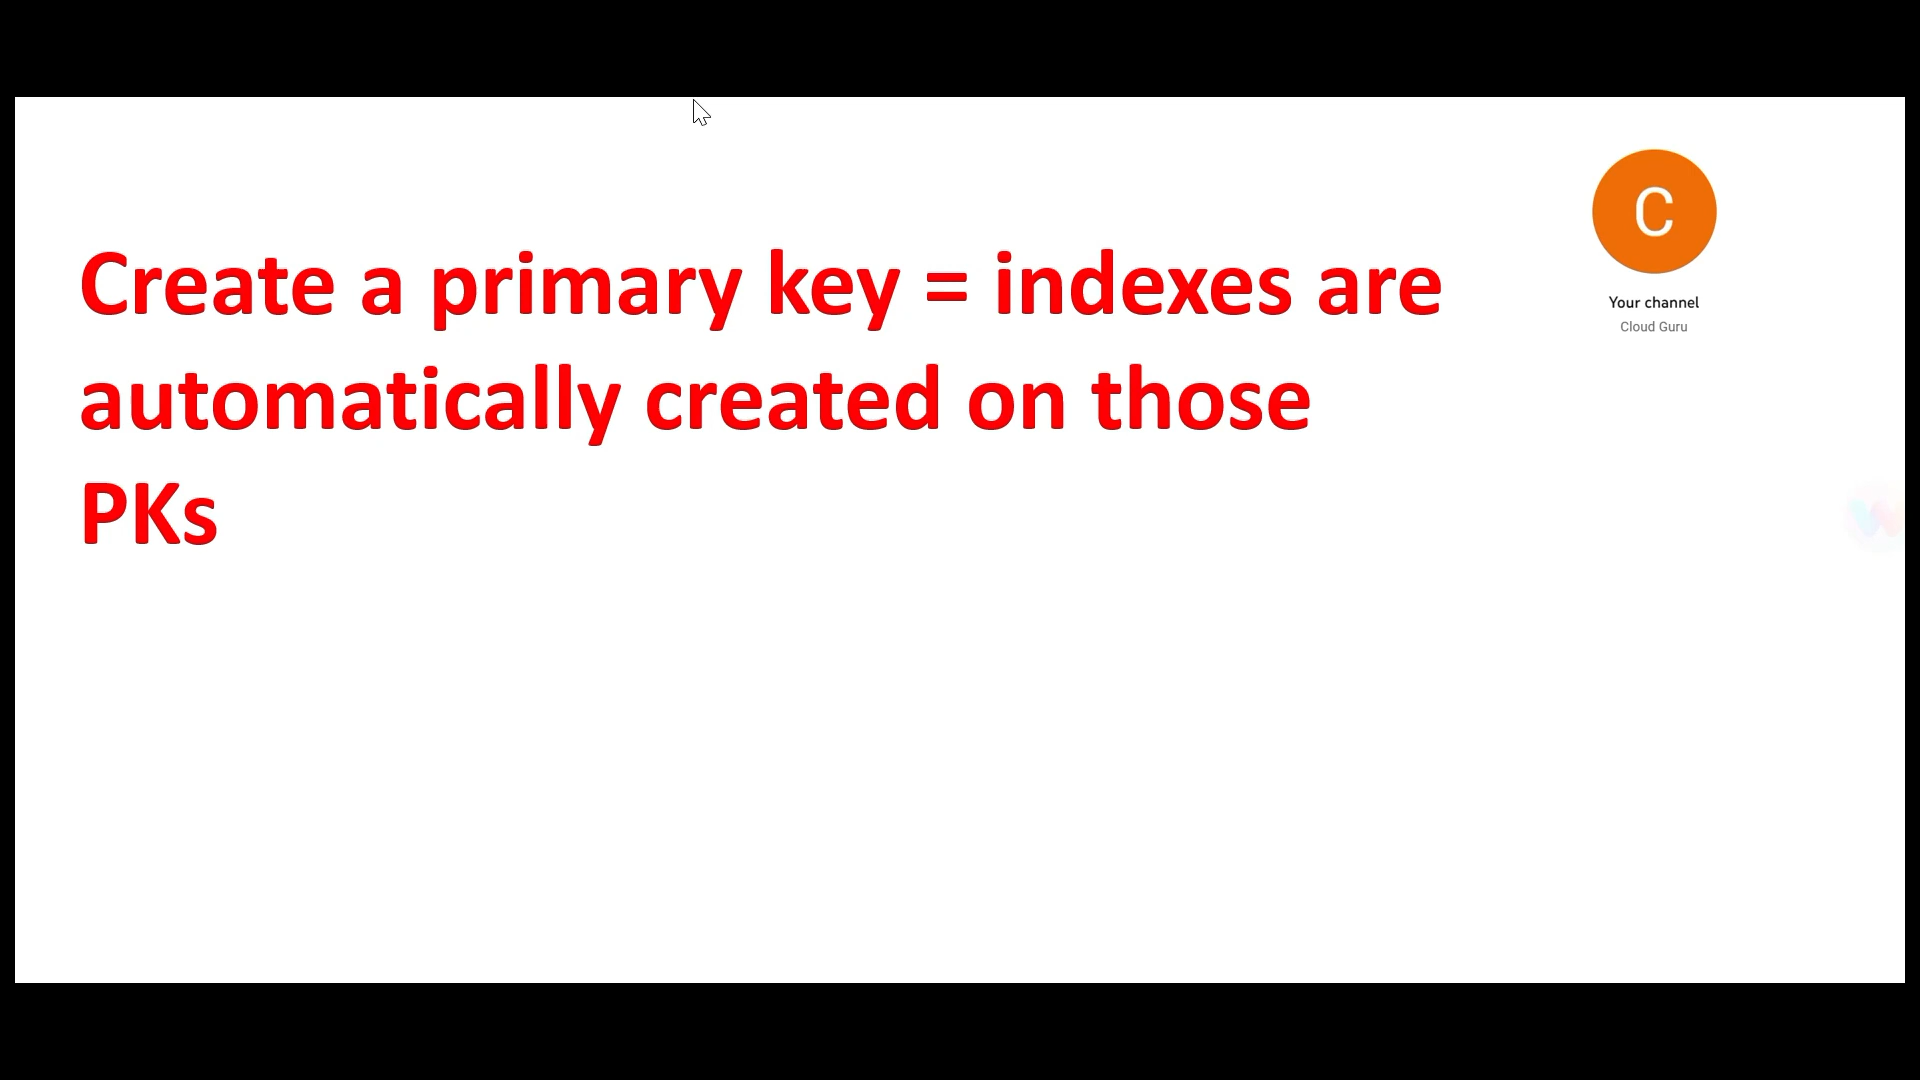 Create a primary key = indexes are
automatically created on those
PKs
C
Your channel
Cloud Guru